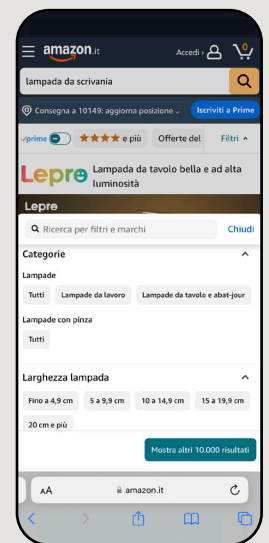 amazon.it
Accedi ›
0
lampada da scrivania
Consegna a 10149: aggiorna posizione
Iscriviti a Prime
prime
e più
Offerte del
Filtri
Lepro
Lampada da tavolo bella e ad alta
luminosità
Lepro
Ricerca per filtri e marchi
Chiudi
Categorie
Lampade
Tutti
Lampade da lavoro
Lampade da tavolo e abat-jour
Lampade con pinza
Tutti
Larghezza lampada
Fino a 4,9 cm
5 a 9,9 cm
10 a 14,9 cm
15 a 19,9 cm
20 cm e più
Mostra altri 10.000 risultati
AA
amazon.it